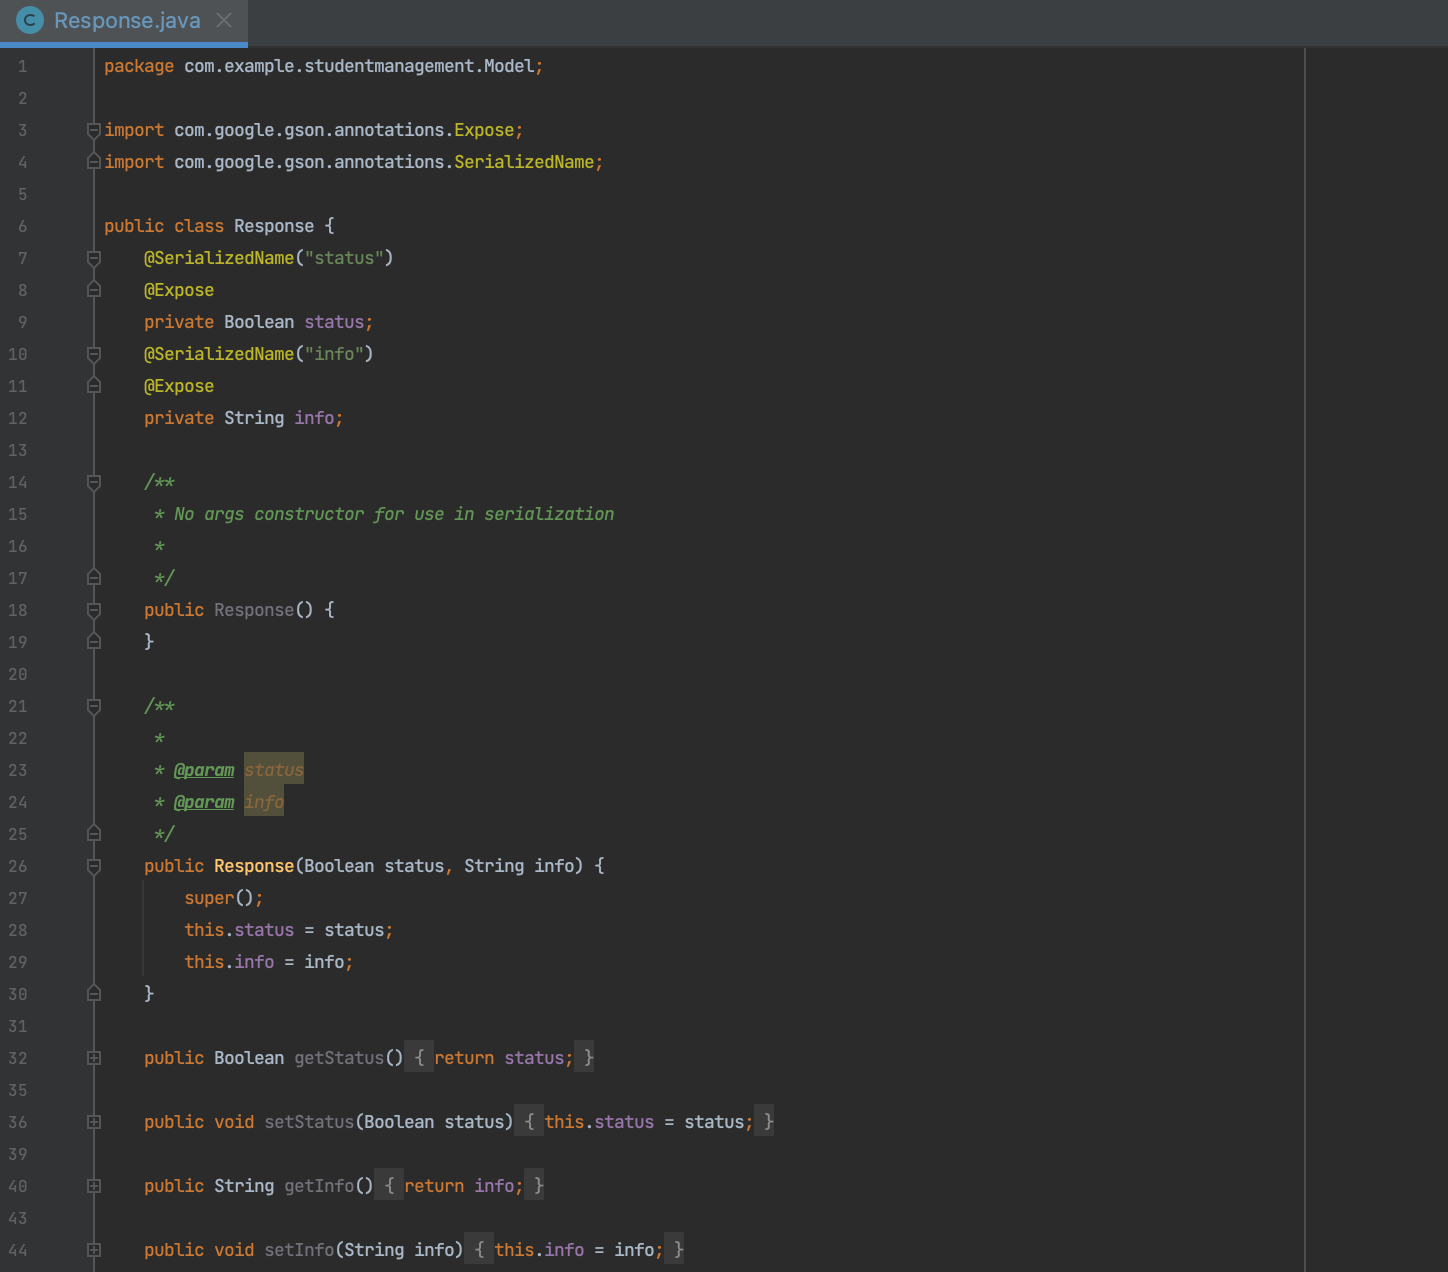 C Response.java
1 package com.example.studentmanagement.Model;
2
3 import com.google.gson.annotations.Expose;
4 import com.google.gson.annotations.SerializedName;
5
6 public class Response {
7     @SerializedName("status")
8     @Expose
9     private Boolean status;
10     @SerializedName("info")
11     @Expose
12     private String info;
13
14     /**
15      * No args constructor for use in serialization
16      *
17      */
18     public Response() {
19     }
20
21     /**
22      *
23      * @param status
24      * @param info
25      */
26     public Response(Boolean status, String info) {
27         super();
28         this.status = status;
29         this.info = info;
30     }
31
32     public Boolean getStatus() { return status; }
35
36     public void setStatus(Boolean status) { this.status = status; }
39
40     public String getInfo() { return info; }
43
44     public void setInfo(String info) { this.info = info; }